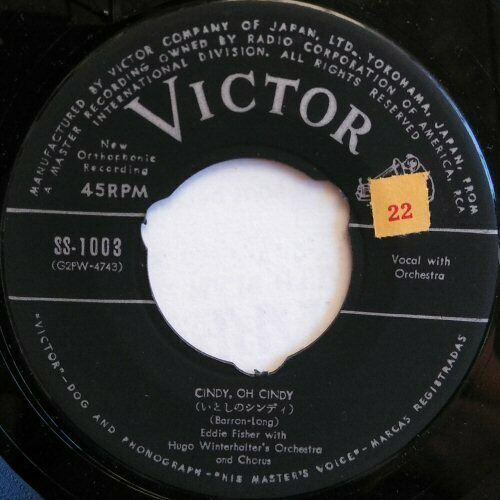 MANUFACTURED BY VICTOR COMPANY OF JAPAN, LTD., YOKOHAMA, JAPAN, FROM
A MASTER RECORDING OWNED BY RADIO CORPORATION OF AMERICA, RCA
INTERNATIONAL DIVISION. ALL RIGHTS RESERVED
VICTOR
New
Orthophonic
Recording
45RPM
22
SS-1003
(G2PW-4743)
Vocal with
Orchestra
CINDY, OH CINDY
(いとしのシンディ)
(Barron-Long)
Eddie Fisher with
Hugo Winterhalter's Orchestra
and Chorus
"VICTOR"—DOG AND PHONOGRAPH—"HIS MASTER'S VOICE"—MARCAS REGISTRADAS